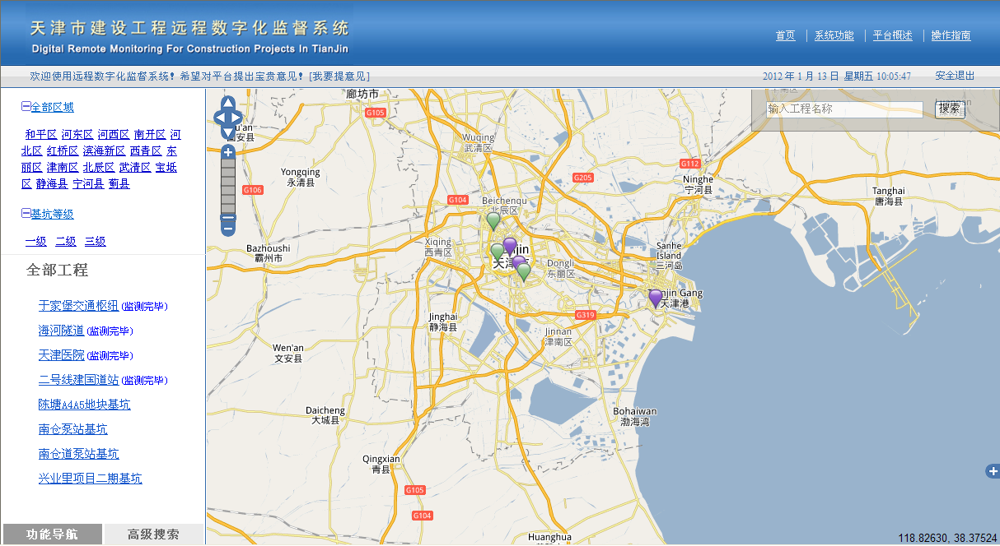 天津市建设工程远程数字化监督系统
Digital Remote Monitoring For Construction Projects In TianJin
首页 系统功能 平台概述 操作指南
欢迎使用远程数字化监督系统！希望对平台提出宝贵意见！[我要提意见]
2012 年 1 月 13 日 星期五 10:05:47 安全退出
全部区域
和平区 河东区 河西区 南开区 河
北区 红桥区 滨海新区 西青区 东
丽区 津南区 北辰区 武清区 宝坻
区 静海县 宁河县 蓟县
基坑等级
一级 二级 三级
全部工程
于家堡交通枢纽 (监测完毕)
海河隧道 (监测完毕)
天津医院 (监测完毕)
二号线建国道站 (监测完毕)
陈塘A4A5地块基坑
南仓泵站基坑
南仓道泵站基坑
兴业里项目二期基坑
功能导航 高级搜索
输入工程名称 搜索
廊坊市
G105
Wuqing
武清区
Yongqing
永清县
G106
G205
G112
Ninghe
宁河县
Tanghai
唐海县
G104
Beichenqu
北辰区
Bazhoushi
霸州市
Xiqing
西青区
Dongli
东丽区
Sanhe
Island
三河岛
Gang
天津港
G319
Jinghai
静海县
Jinnan
津南区
Wen'an
文安县
Daicheng
大城县
Bohaiwan
渤海湾
Qingxian
青县
G105
G104
Huanghua
118.82630, 38.37524